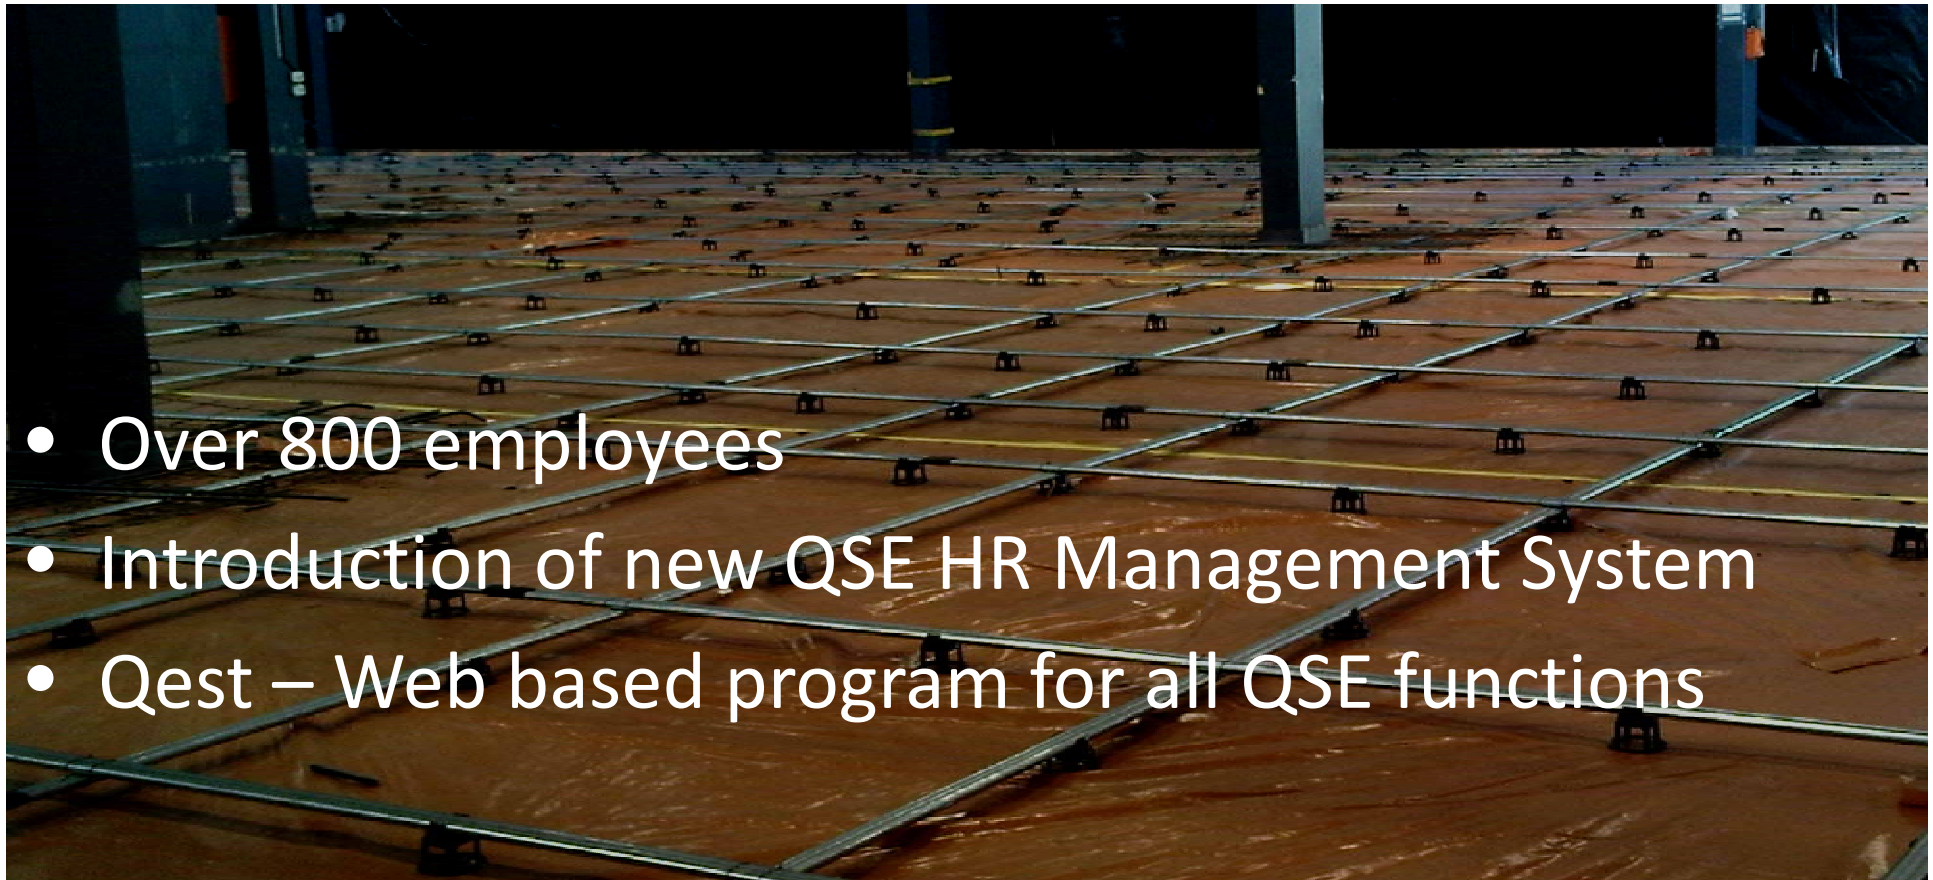 • Over 800 employees
• Introduction of new QSE HR Management System
• Qest – Web based program for all QSE functions